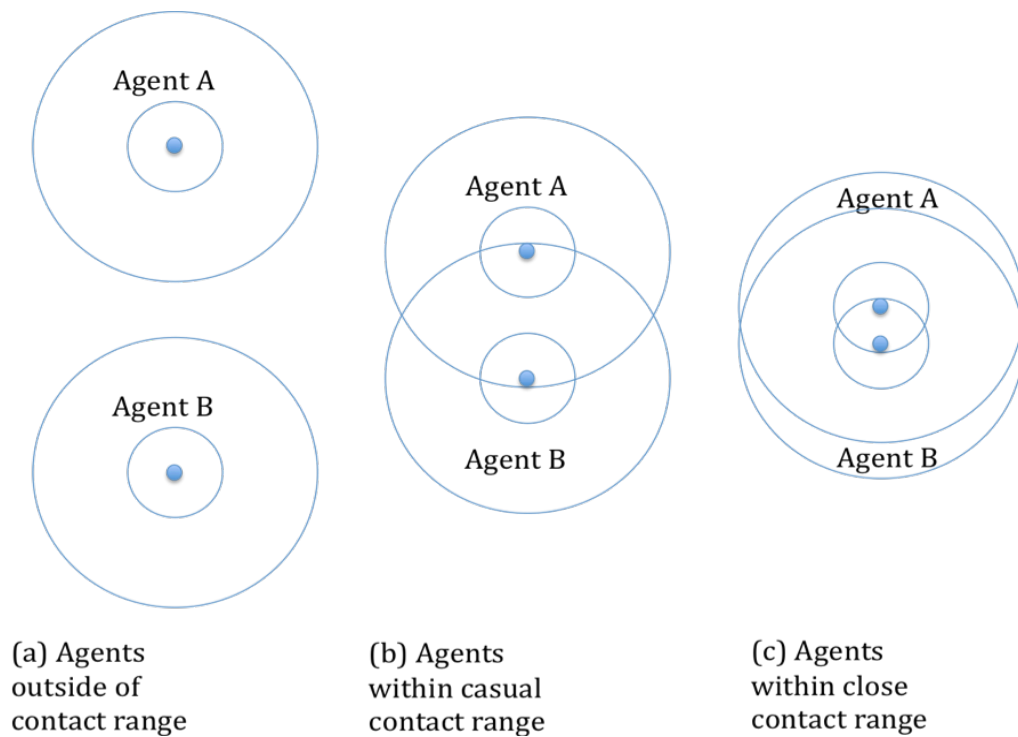 Agent A
Agent B
Agent A
Agent B
Agent A
Agent B
(a) Agents
outside of
contact range
(b) Agents
within casual
contact range
(c) Agents
within close
contact range